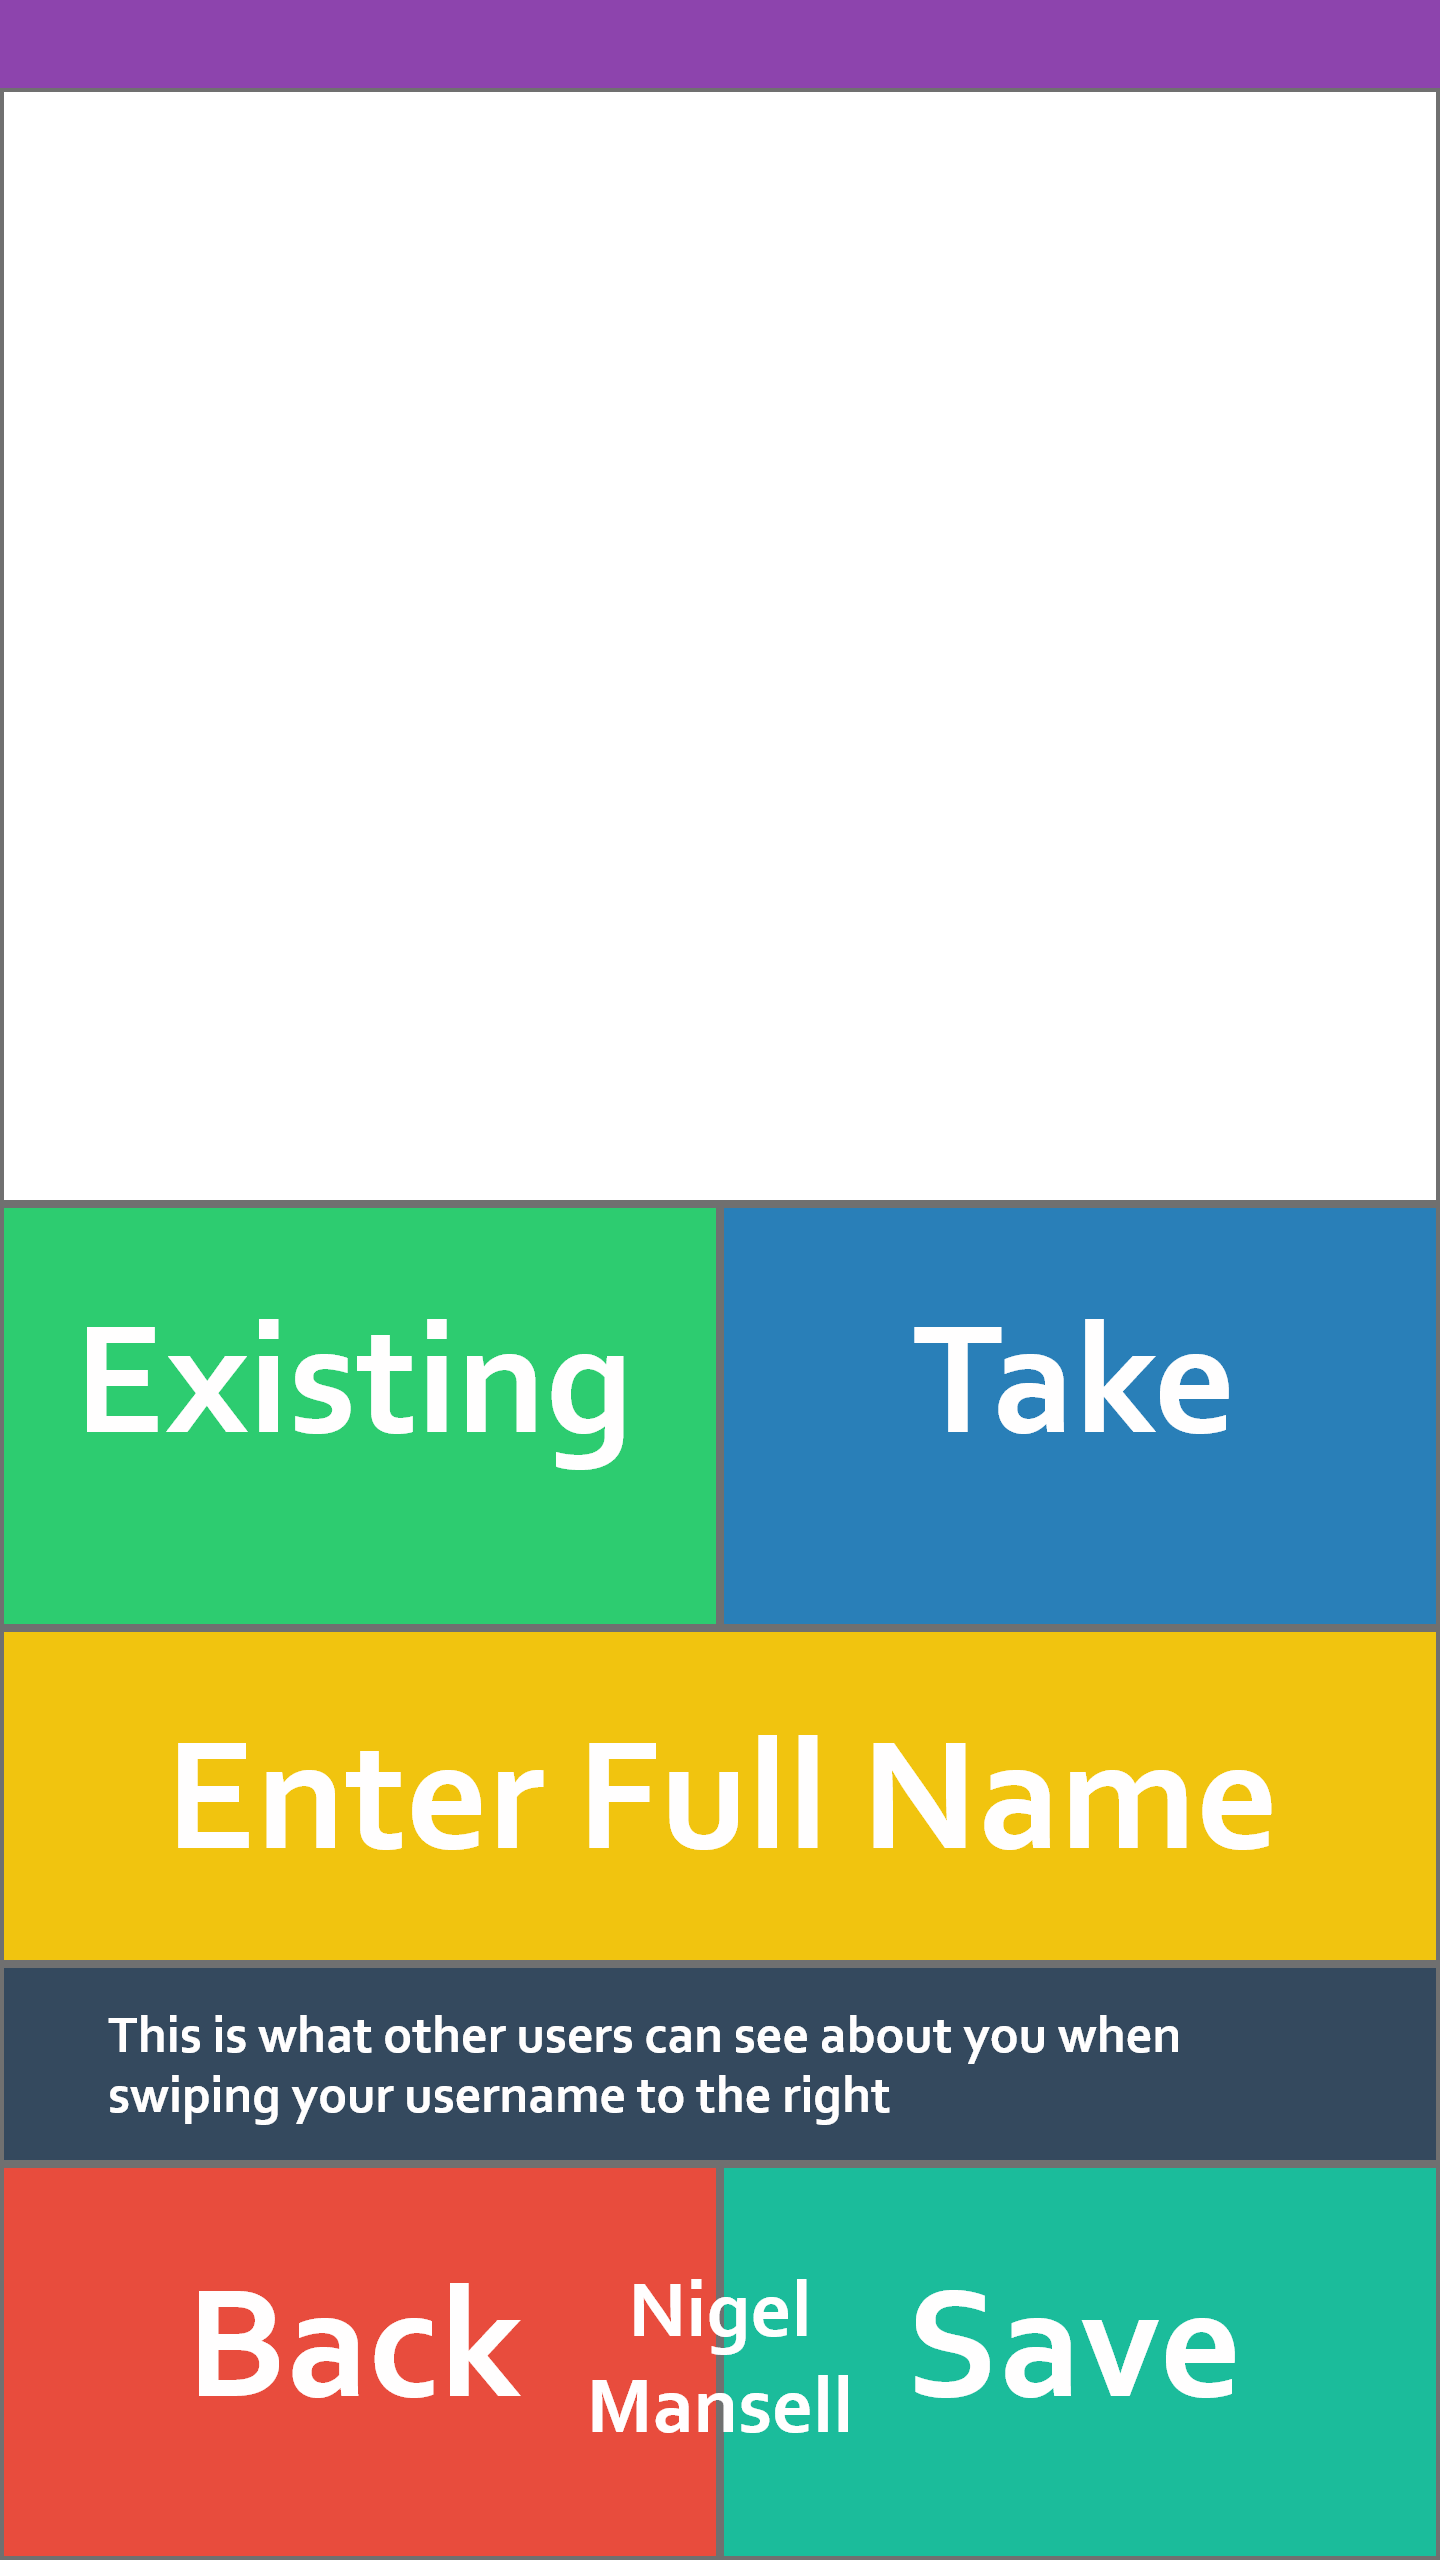 Existing
Take
Enter Full Name
This is what other users can see about you when
swiping your username to the right
Back
Nigel
Mansell
Save